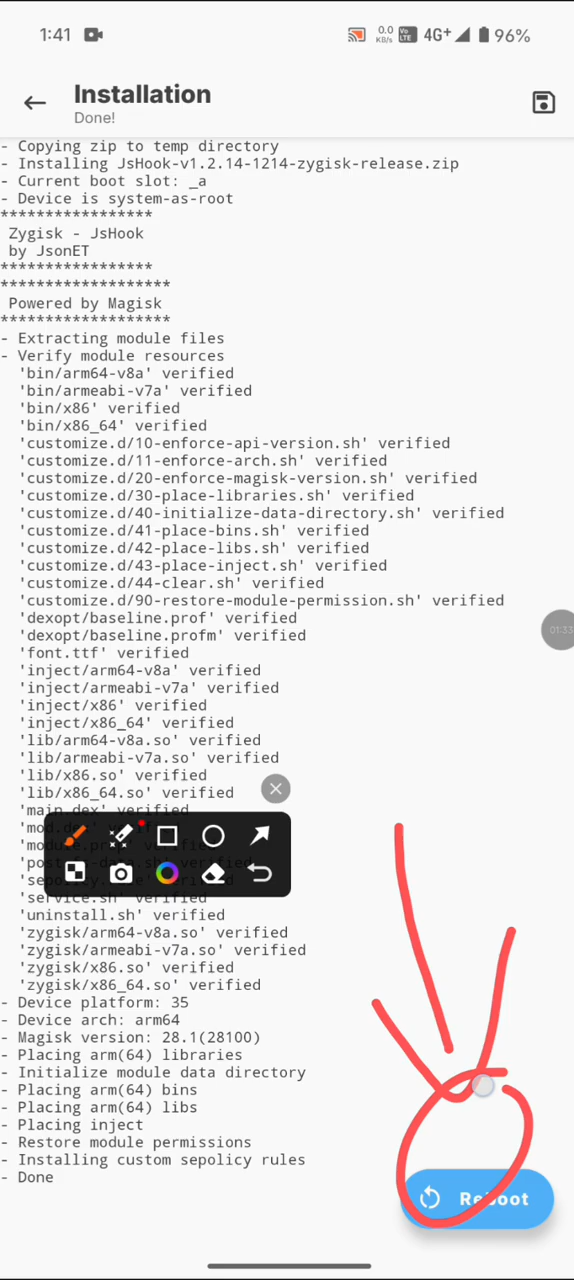 1:41 0.0 KB/s Vo LTE 4G+ 96%
Installation
Done!
- Copying zip to temp directory
- Installing JsHook-v1.2.14-1214-zygisk-release.zip
- Current boot slot: _a
- Device is system-as-root
*****************
Zygisk - JsHook
by JsonET
*****************
*******************
Powered by Magisk
*******************
- Extracting module files
- Verify module resources
'bin/arm64-v8a' verified
'bin/armeabi-v7a' verified
'bin/x86' verified
'bin/x86_64' verified
'customize.d/10-enforce-api-version.sh' verified
'customize.d/11-enforce-arch.sh' verified
'customize.d/20-enforce-magisk-version.sh' verified
'customize.d/30-place-libraries.sh' verified
'customize.d/40-initialize-data-directory.sh' verified
'customize.d/41-place-bins.sh' verified
'customize.d/42-place-libs.sh' verified
'customize.d/43-place-inject.sh' verified
'customize.d/44-clear.sh' verified
'customize.d/90-restore-module-permission.sh' verified
'dexopt/baseline.prof' verified
'dexopt/baseline.profm' verified
01:33
'font.ttf' verified
'inject/arm64-v8a' verified
'inject/armeabi-v7a' verified
'inject/x86' verified
'inject/x86_64' verified
'lib/arm64-v8a.so' verified
'lib/armeabi-v7a.so' verified
'lib/x86.so' verified
'lib/x86_64.so' verified
'main.dex' verified
'service.sh' verified
'uninstall.sh' verified
'zygisk/arm64-v8a.so' verified
'zygisk/armeabi-v7a.so' verified
'zygisk/x86.so' verified
'zygisk/x86_64.so' verified
- Device platform: 35
- Device arch: arm64
- Magisk version: 28.1(28100)
- Placing arm(64) libraries
- Initialize module data directory
- Placing arm(64) bins
- Placing arm(64) libs
- Placing inject
- Restore module permissions
- Installing custom sepolicy rules
- Done
Reboot